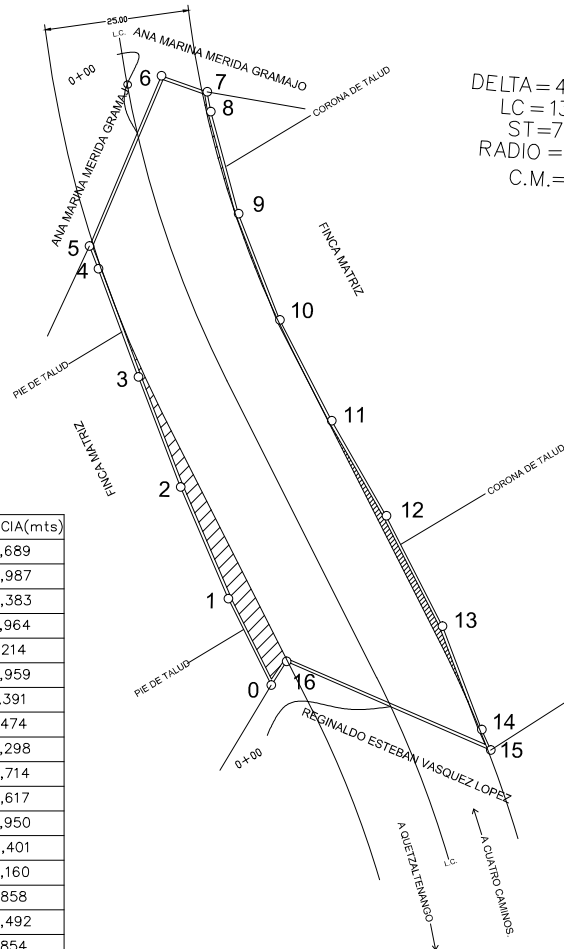 25.00
L.C.
ANA MARINA MERIDA GRAMAJO
0+00
6
7
8
CORONA DE TALUD
DELTA = 4
LC = 13
ST=7
RADIO =
C.M.=
ANA MARINA MERIDA GRAMAJO
9
FINCA MATRIZ
5
4
10
PIE DE TALUD
3
11
FINCA MATRIZ
2
CORONA DE TALUD
12
1
13
PIE DE TALUD
0
16
14
15
REGINALDO ESTEBAN VASQUEZ LOPEZ
0+00
A QUETZALTENANGO
L.C.
A CUATRO CAMINOS.
CIA(mts)
,689
,987
,383
,964
214
,959
,391
474
,298
,714
,617
,950
,401
,160
858
,492
854